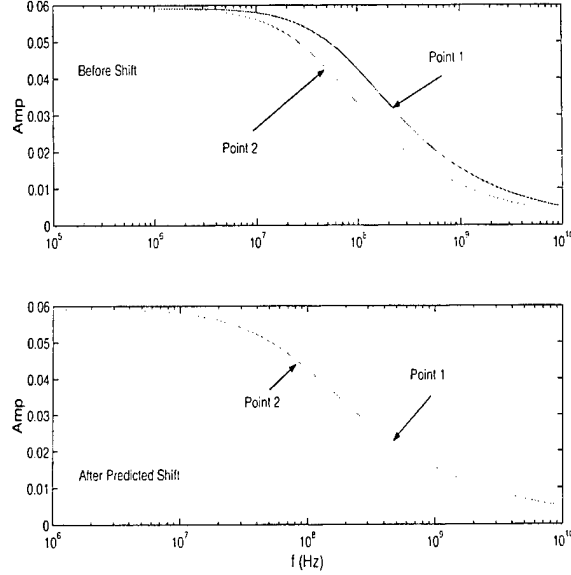 0.06
0.05
0.04
0.03
0.02
0.01
0
Amp
Before Shift
Point 1
Point 2
10^5
10^6
10^7
10^8
10^9
10^10
0.06
0.05
0.04
0.03
0.02
0.01
0
Amp
Point 1
Point 2
After Predicted Shift
10^6
10^7
10^8
10^9
10^10
f (Hz)